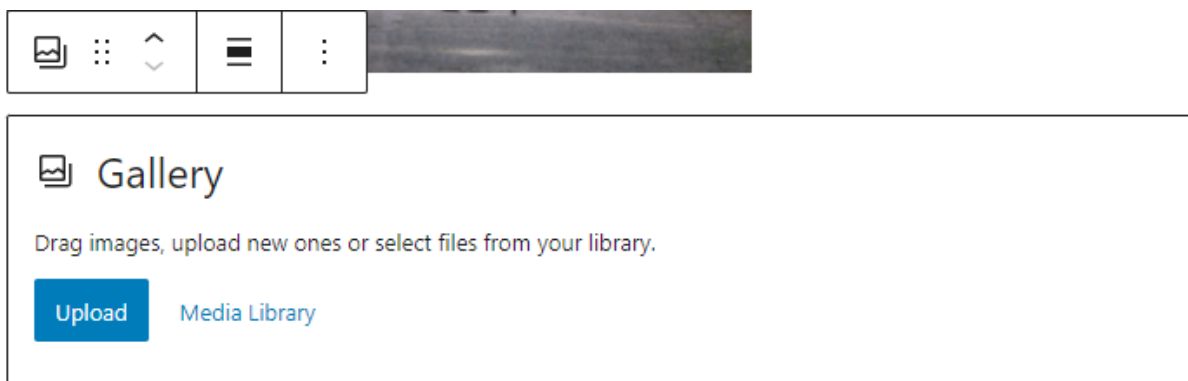 Gallery
Drag images, upload new ones or select files from your library.
Upload Media Library